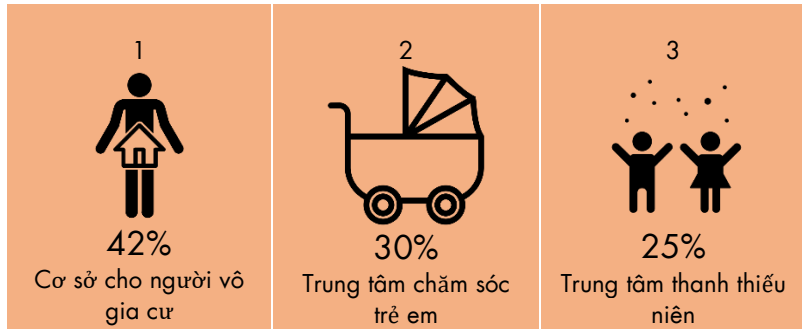 1
42%
Cơ sở cho người vô
gia cư
2
30%
Trung tâm chăm sóc
trẻ em
3
25%
Trung tâm thanh thiếu
niên